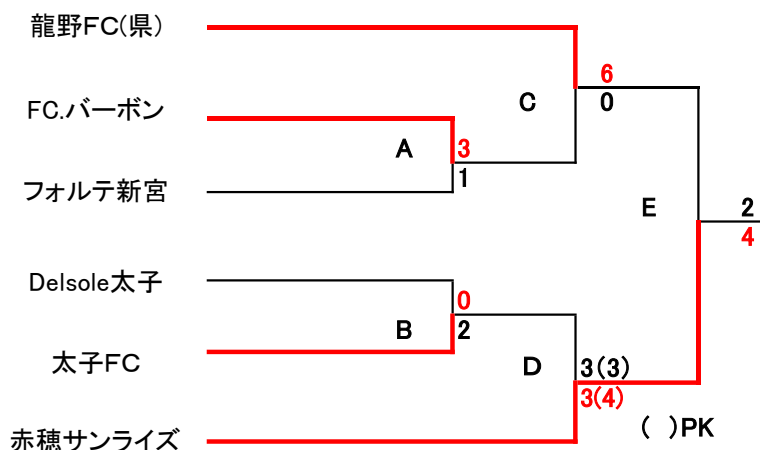 龍野FC(県)
6
C
0
FC.バーボン
A
3
1
フォルテ新宮
E
2
4
Delsole太子
0
B
2
太子FC
D
3(3)
3(4)
( )PK
赤穂サンライズ